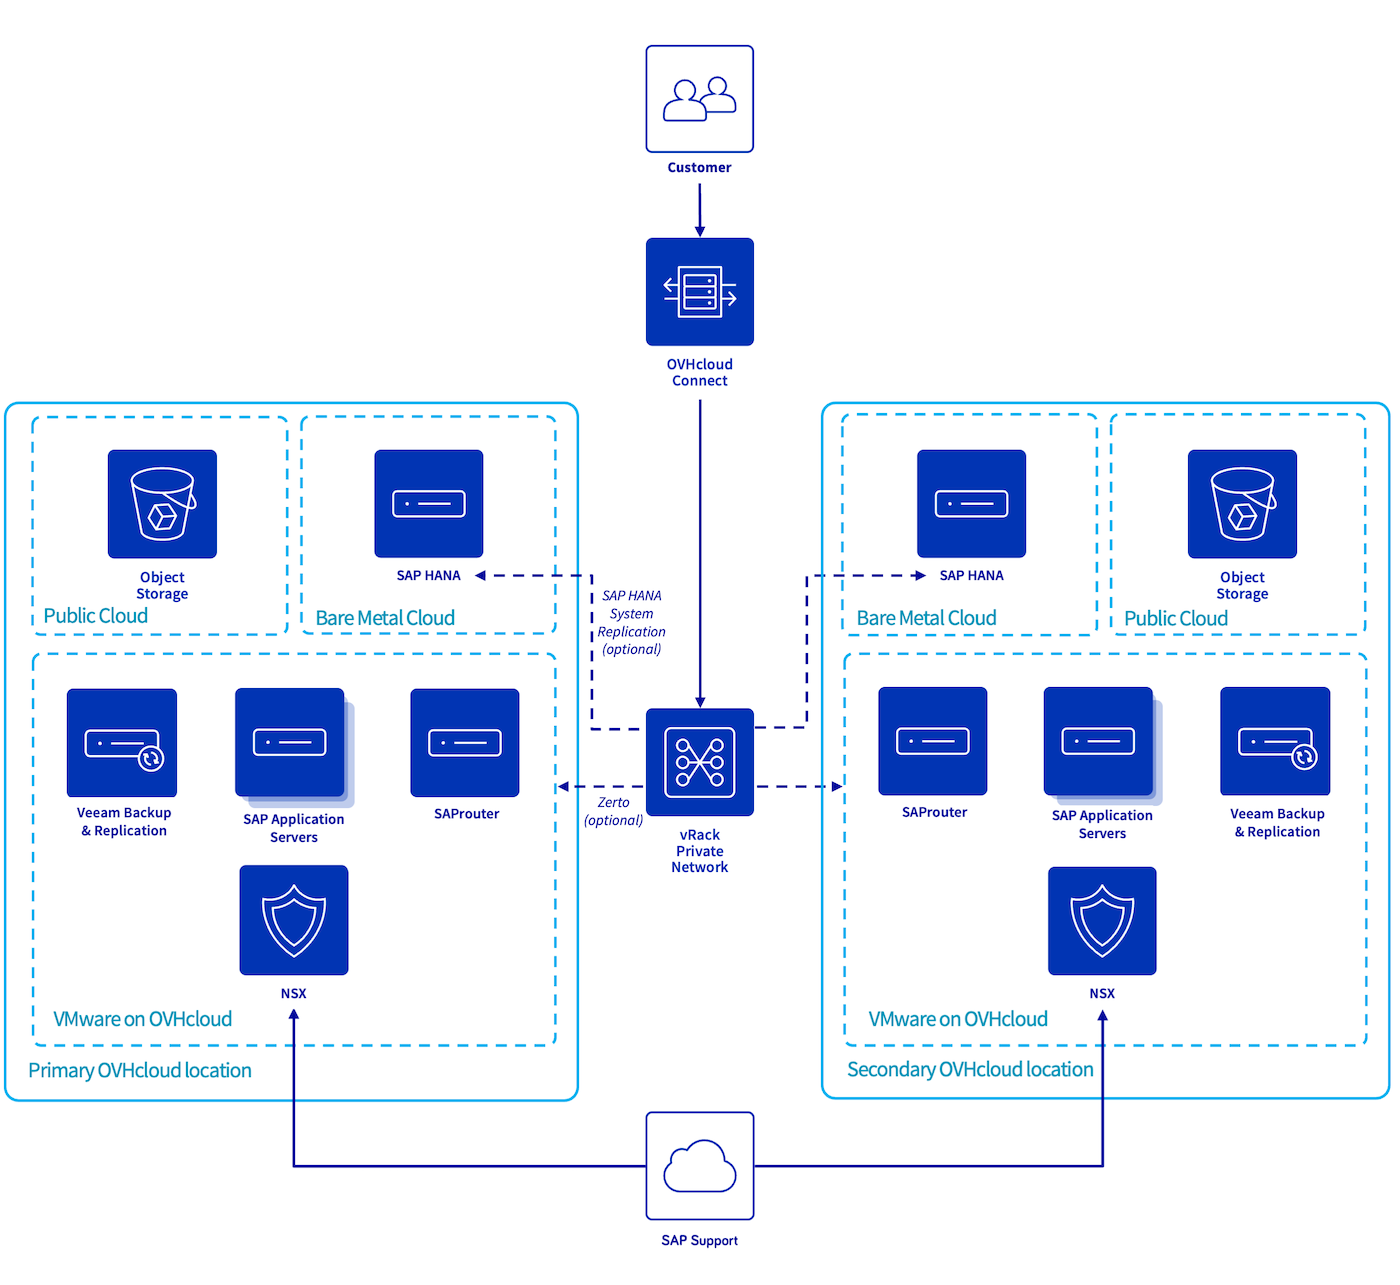 Customer
OVHcloud
Connect
Object
Storage
Public Cloud
SAP HANA
Bare Metal Cloud
SAP HANA
System
Replication
(optional)
SAP HANA
Bare Metal Cloud
Object
Storage
Public Cloud
Veeam Backup
& Replication
SAP Application
Servers
SAProuter
Zerto
(optional)
vRack
Private
Network
SAProuter
SAP Application
Servers
Veeam Backup
& Replication
NSX
VMware on OVHcloud
Primary OVHcloud location
NSX
VMware on OVHcloud
Secondary OVHcloud location
SAP Support